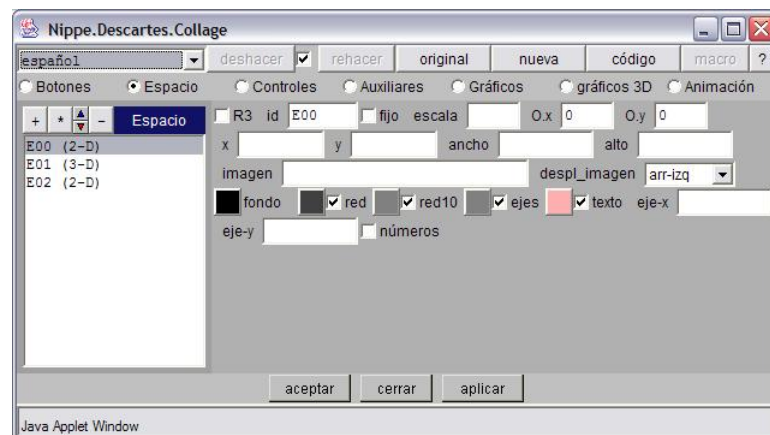 Nippe.Descartes.Collage
español deshacer rehacer original nueva código macro ?
Botones Espacio Controles Auxiliares Gráficos gráficos 3D Animación
+ * - Espacio R3 id E00 fijo escala O.x 0 O.y 0
E00 (2-D) x y ancho alto
E01 (3-D) imagen despl_imagen arr-izq
E02 (2-D) fondo red red10 ejes texto eje-x
eje-y números
aceptar cerrar aplicar
Java Applet Window